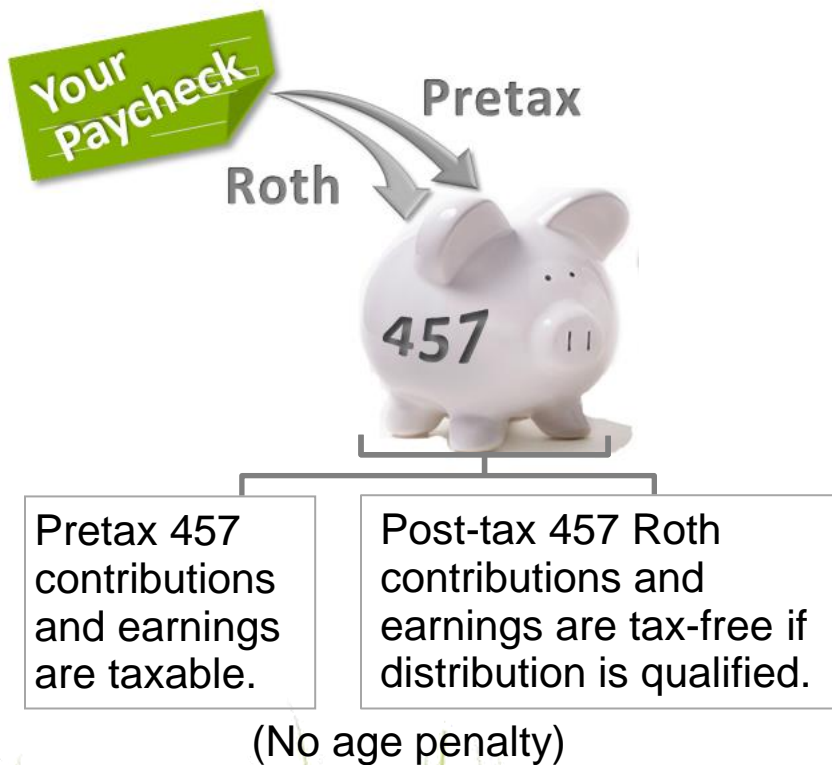 Your
Paycheck
Pretax
Roth
457
Pretax 457
contributions
and earnings
are taxable.
Post-tax 457 Roth
contributions and
earnings are tax-free if
distribution is qualified.
(No age penalty)